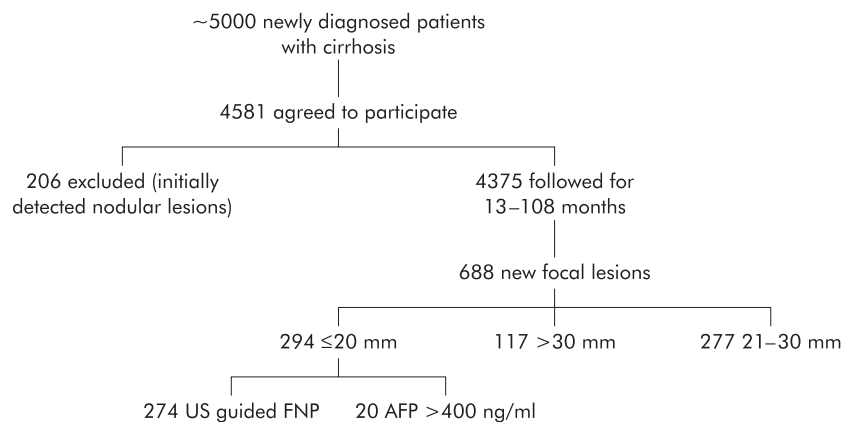 ~5000 newly diagnosed patients
with cirrhosis
4581 agreed to participate
206 excluded (initially
detected nodular lesions)
4375 followed for
13–108 months
688 new focal lesions
294 ≤20 mm
117 >30 mm
277 21–30 mm
274 US guided FNP
20 AFP >400 ng/ml